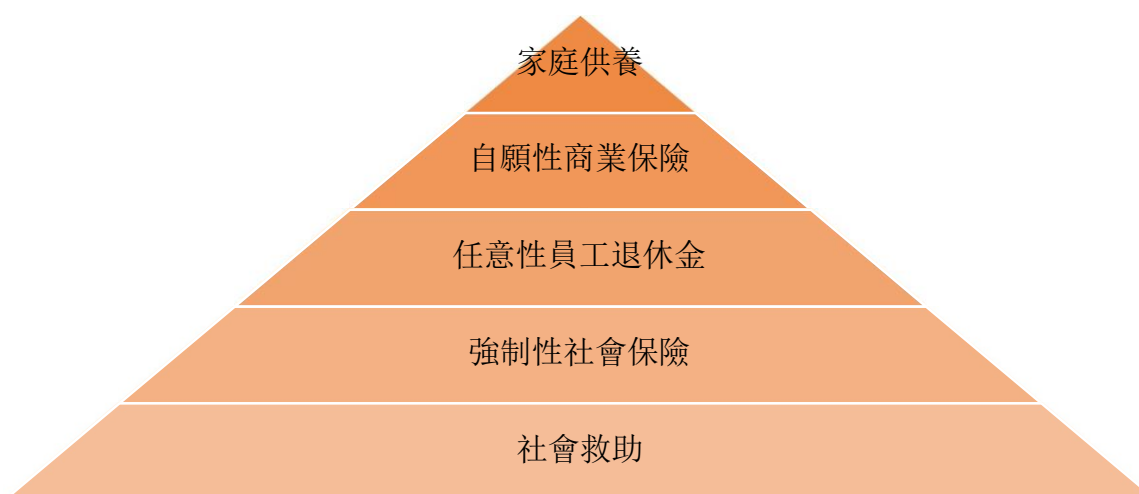 家庭供養
自願性商業保險
任意性員工退休金
強制性社會保險
社會救助